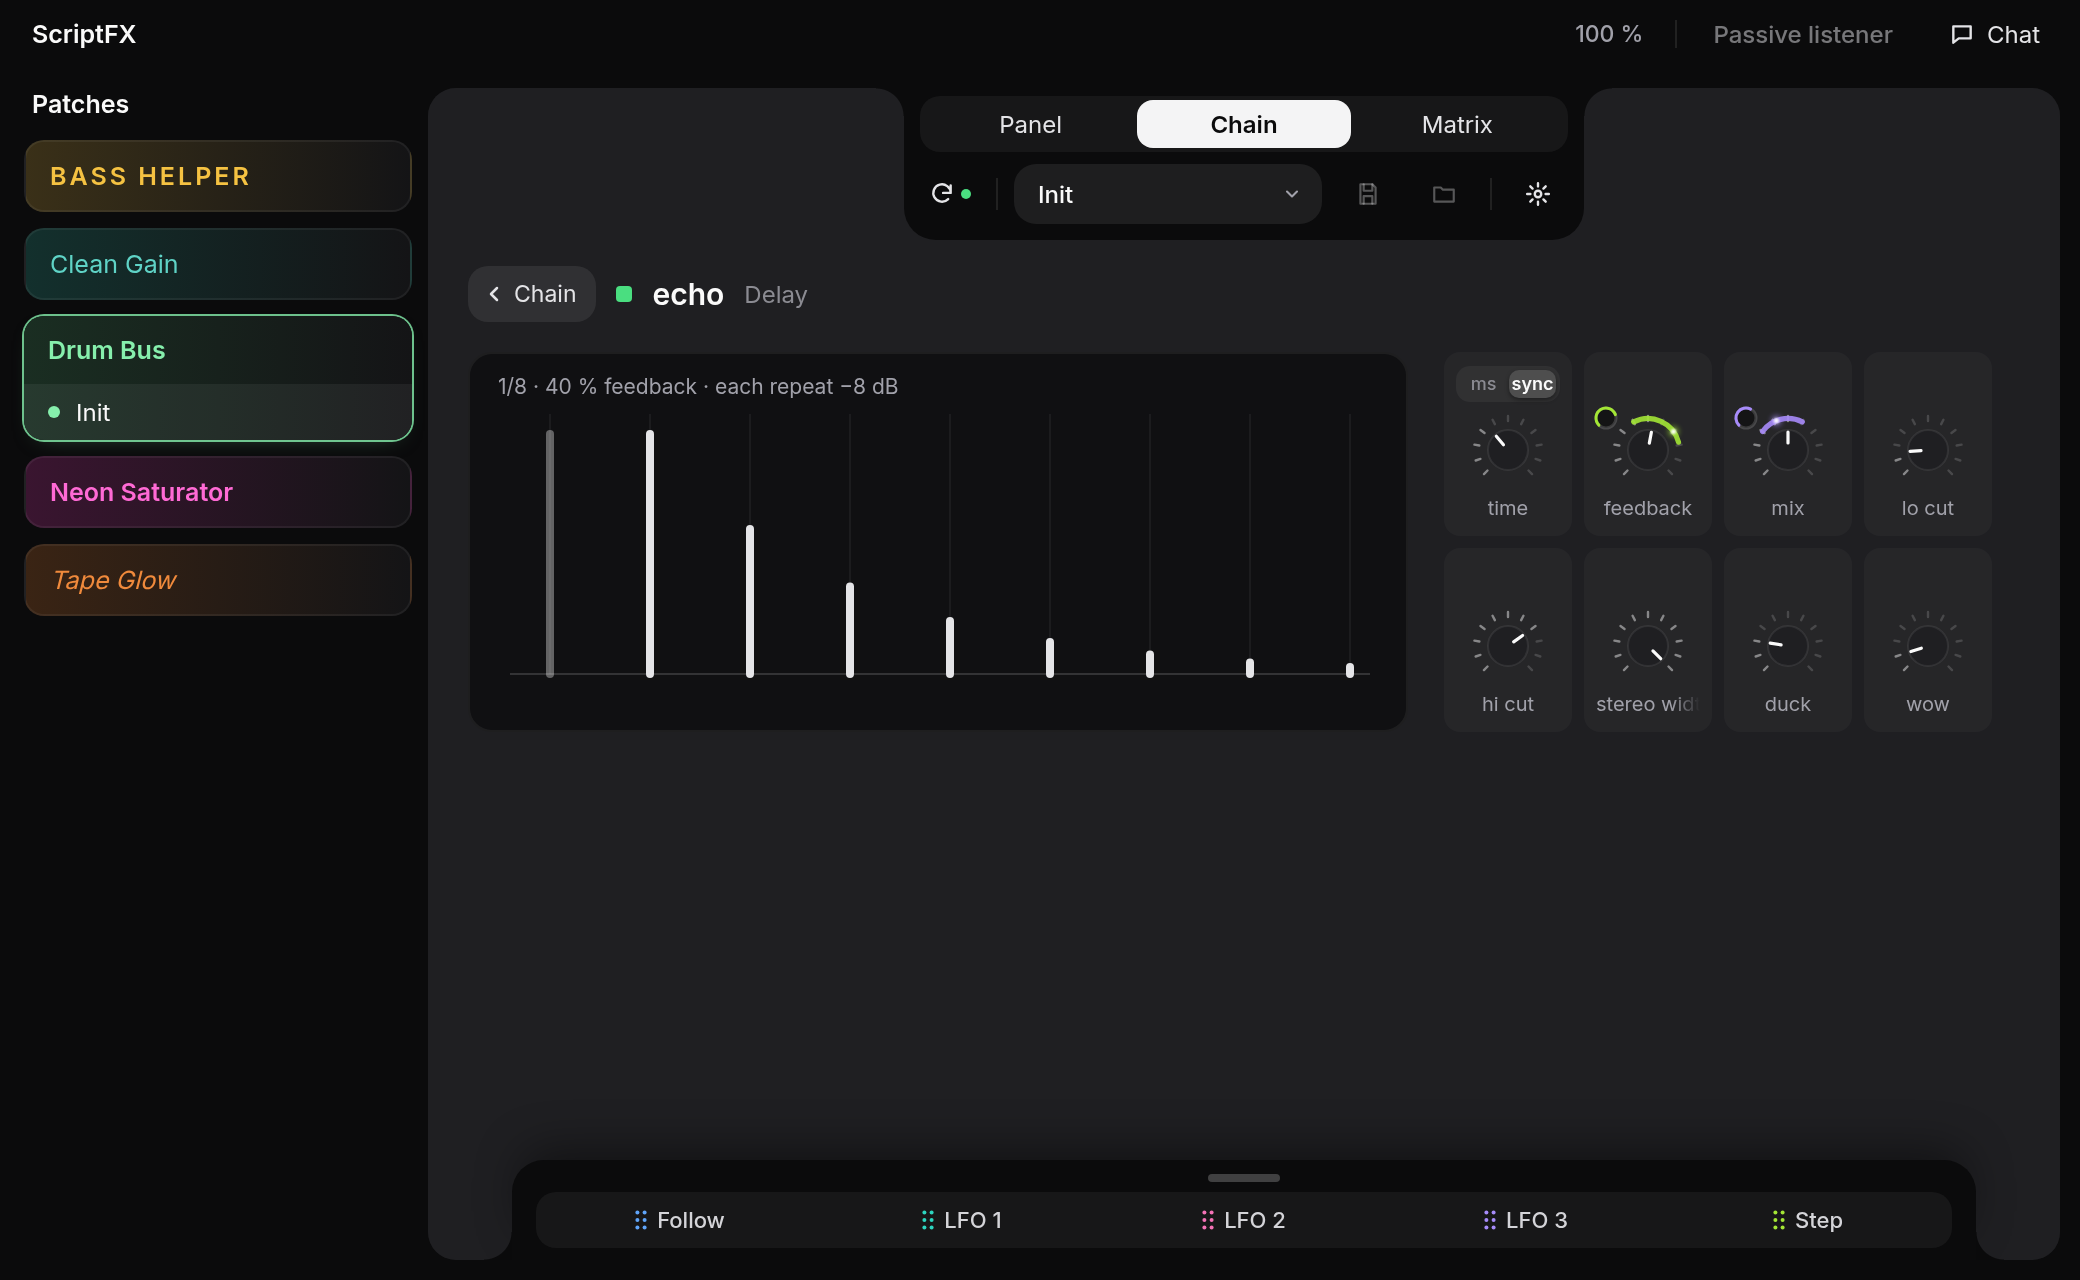 ScriptFX
100 %
Passive listener
Chat
Patches
BASS HELPER
Clean Gain
Drum Bus
Init
Neon Saturator
Tape Glow
Panel
Chain
Matrix
Init
Chain
echo
Delay
1/8 · 40 % feedback · each repeat −8 dB
ms
sync
time
feedback
mix
lo cut
hi cut
stereo
duck
wow
Follow
LFO 1
LFO 2
LFO 3
Step